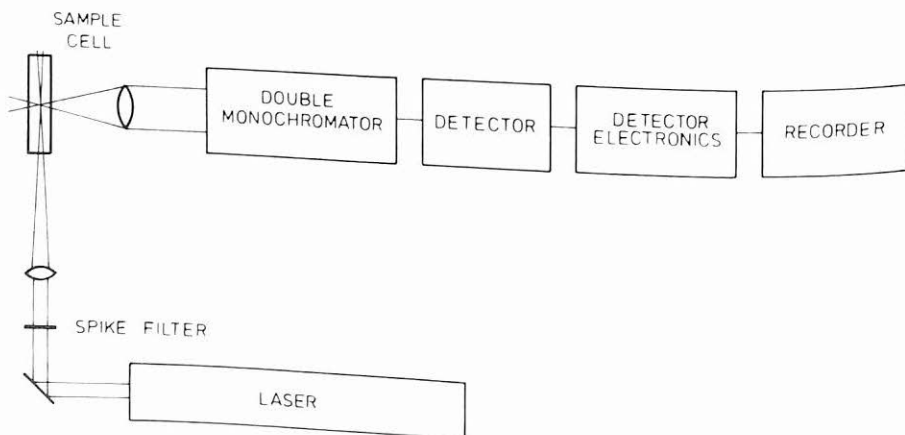 SAMPLE
CELL
DOUBLE
MONOCHROMATOR
DETECTOR
DETECTOR
ELECTRONICS
RECORDER
SPIKE FILTER
LASER